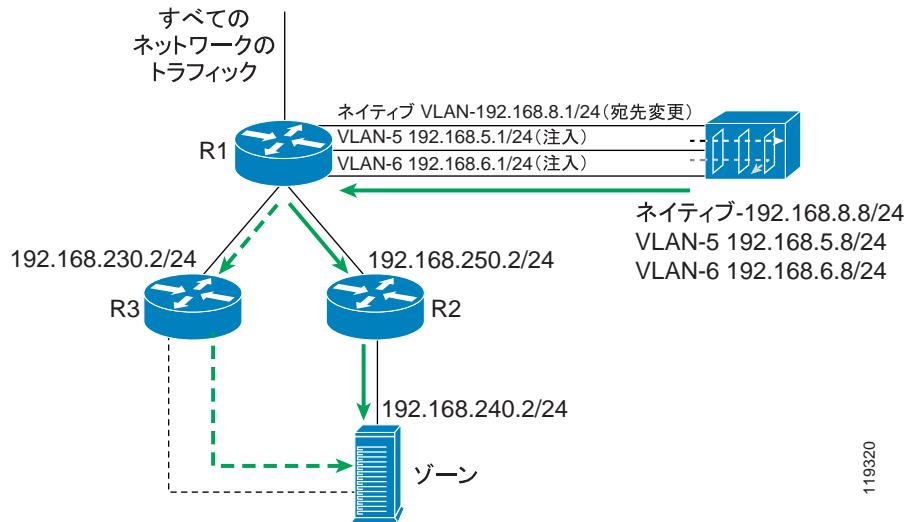 すべての
ネットワークの
トラフィック
ネイティブ VLAN-192.168.8.1/24(宛先変更)
VLAN-5 192.168.5.1/24(注入)
VLAN-6 192.168.6.1/24(注入)
R1
ネイティブ-192.168.8.8/24
VLAN-5 192.168.5.8/24
VLAN-6 192.168.6.8/24
192.168.230.2/24
192.168.250.2/24
R3
R2
192.168.240.2/24
ゾーン
119320